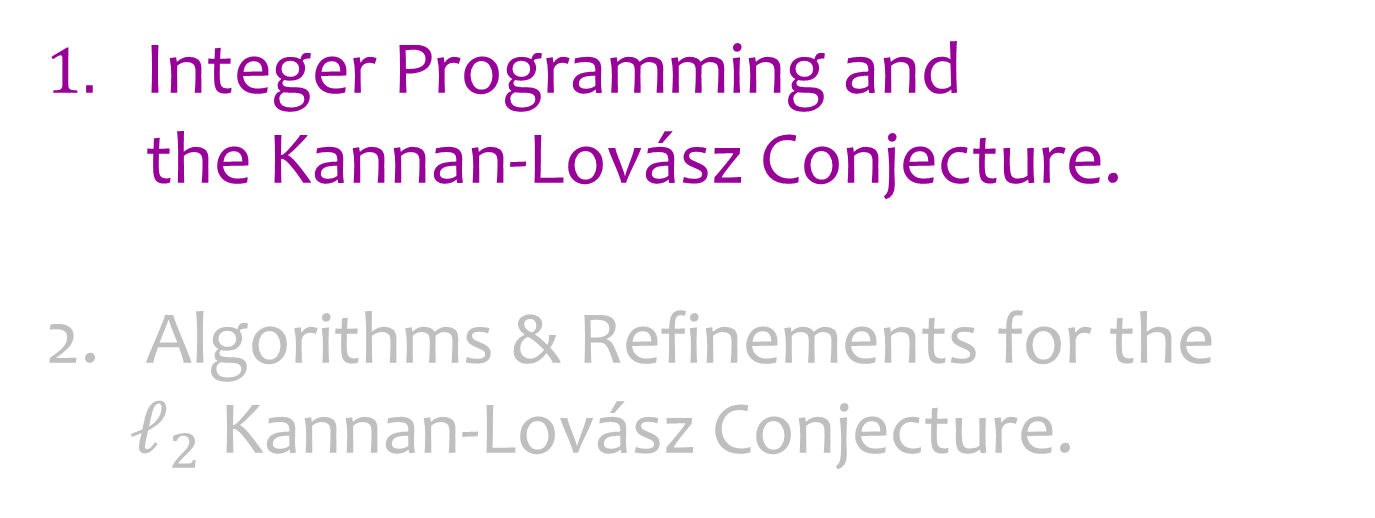 1. Integer Programming and
the Kannan-Lovász Conjecture.
2. Algorithms & Refinements for the
ℓ₂ Kannan-Lovász Conjecture.